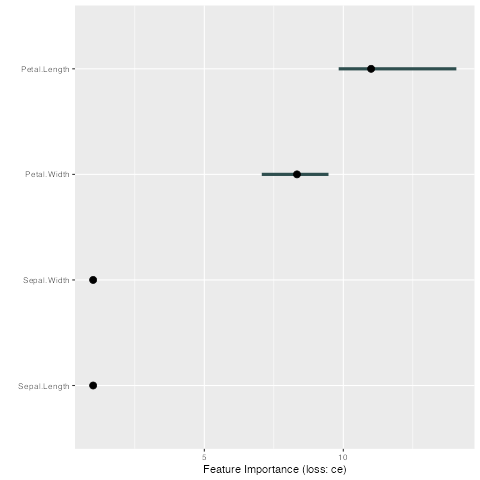 Petal.Length
Petal.Width
Sepal.Width
Sepal.Length
5 10
Feature Importance (loss: ce)